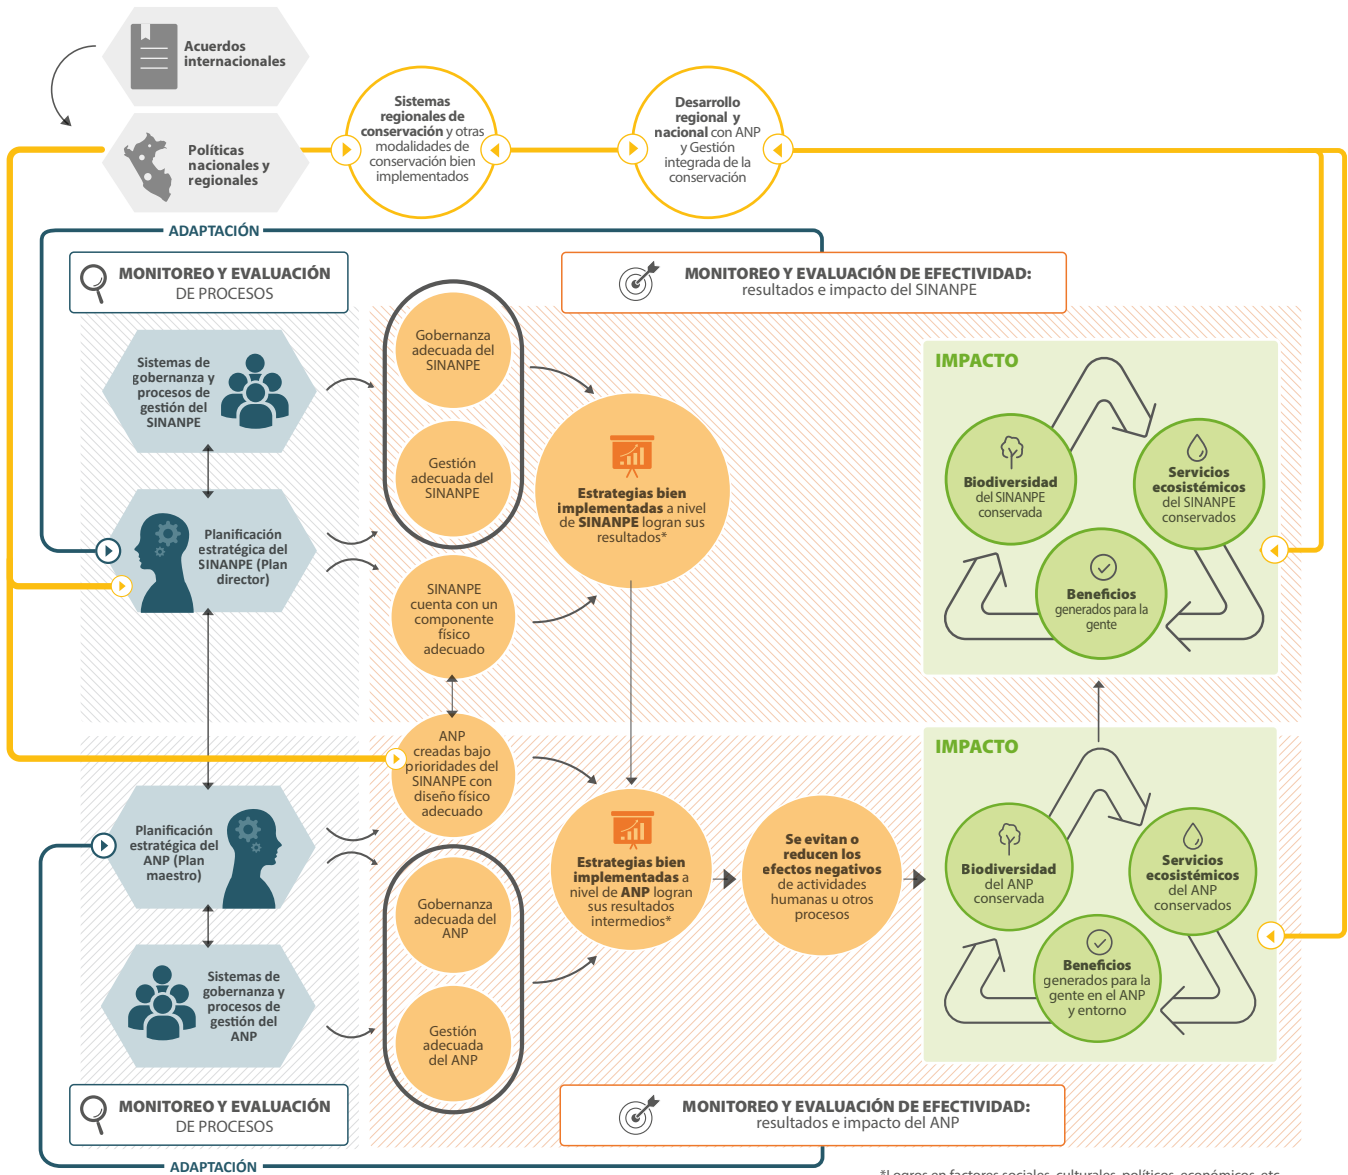 Acuerdos
internacionales
Políticas
nacionales y
regionales
Sistemas
regionales de
conservación y otras
modalidades de
conservación bien
implementados
Desarrollo
regional y
nacional con ANP
y Gestión
integrada de la
conservación
ADAPTACIÓN
MONITOREO Y EVALUACIÓN
DE PROCESOS
MONITOREO Y EVALUACIÓN DE EFECTIVIDAD:
resultados e impacto del SINANPE
Sistemas de
gobernanza y
procesos de
gestión del
SINANPE
Planificación
estratégica del
SINANPE (Plan
director)
Gobernanza
adecuada del
SINANPE
Gestión
adecuada del
SINANPE
SINANPE
cuenta con un
componente
físico
adecuado
Estrategias bien
implementadas a nivel
de SINANPE logran sus
resultados*
IMPACTO
Biodiversidad
del SINANPE
conservada
Servicios
ecosistémicos
del SINANPE
conservados
Beneficios
generados para la
gente
ANP
creadas bajo
prioridades del
SINANPE con
diseño físico
adecuado
Planificación
estratégica del
ANP (Plan
maestro)
Sistemas de
gobernanza y
procesos de
gestión del
ANP
Gobernanza
adecuada del
ANP
Gestión
adecuada
del ANP
Estrategias bien
implementadas a
nivel de ANP logran
sus resultados
intermedios*
Se evitan o
reducen los
efectos negativos
de actividades
humanas u otros
procesos
IMPACTO
Biodiversidad
del ANP
conservada
Servicios
ecosistémicos
del ANP
conservados
Beneficios
generados para la
gente en el ANP
y entorno
MONITOREO Y EVALUACIÓN
DE PROCESOS
MONITOREO Y EVALUACIÓN DE EFECTIVIDAD:
resultados e impacto del ANP
ADAPTACIÓN
*Logros en factores sociales, culturales, políticos, económicos, etc.